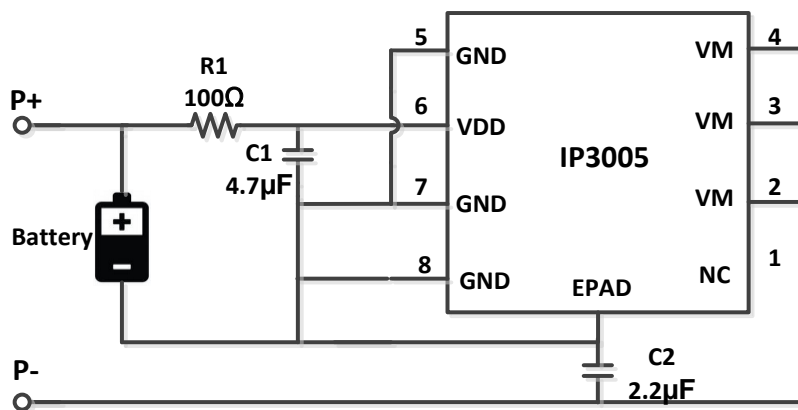 5
GND
VM
4
R1
100Ω
P+
6
VDD
VM
3
C1
4.7µF
IP3005
7
GND
VM
2
Battery
+
-
8
GND
EPAD
NC
1
P-
C2
2.2µF